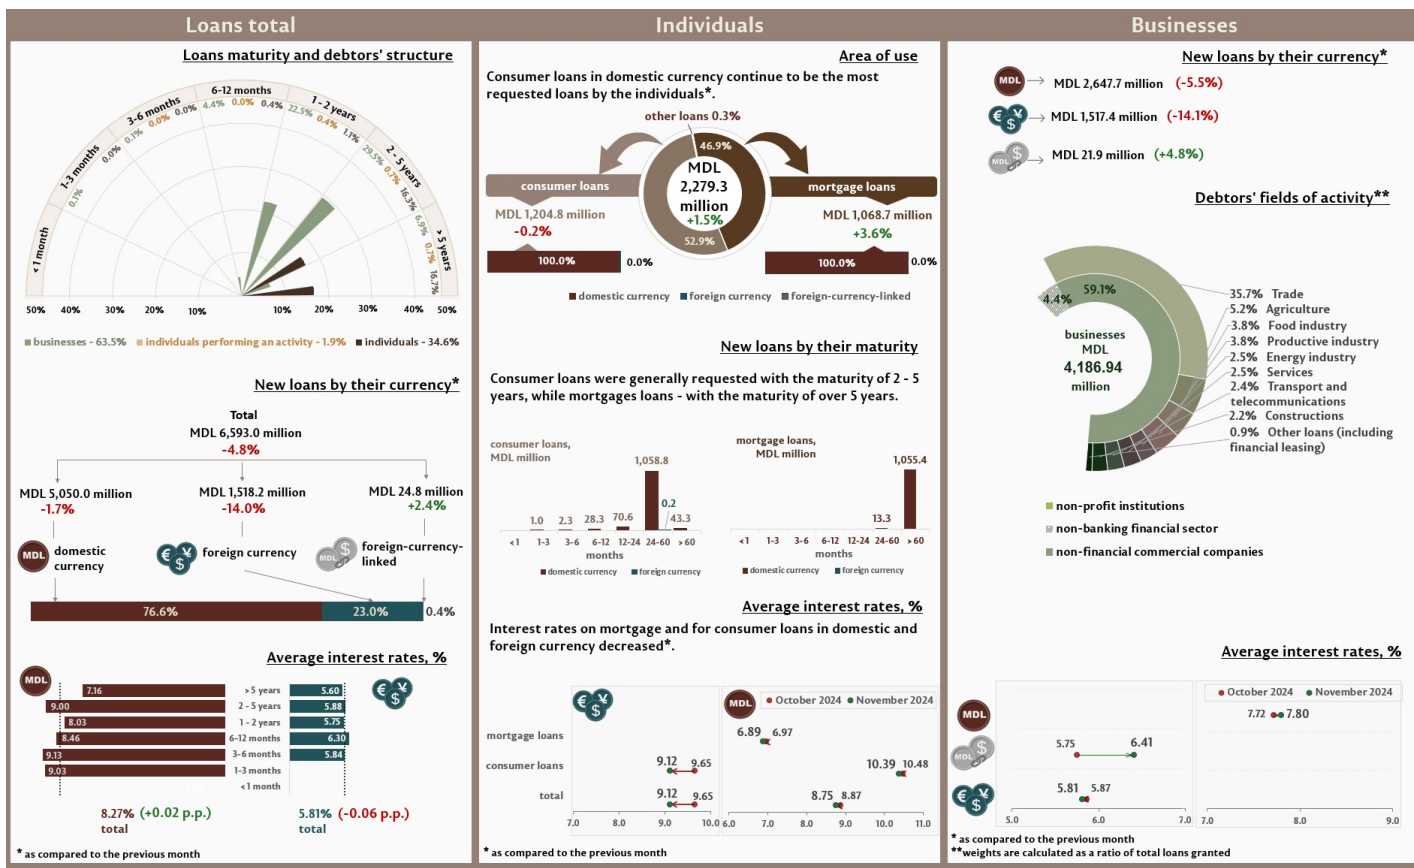 Loans total
Loans maturity and debtors' structure
< 1 month
1-3 months
3-6 months
6-12 months
1 - 2 years
2 - 5 years
> 5 years
0.1%
0.0%
0.1%
0.0%
0.0%
4.4%
0.0%
0.4%
22.5%
0.4%
1.1%
29.5%
0.7%
16.3%
6.9%
0.7%
16.7%
50% 40% 30% 20% 10% 10% 20% 30% 40% 50%
businesses - 63.5% individuals performing an activity - 1.9% individuals - 34.6%
New loans by their currency*
Total
MDL 6,593.0 million
-4.8%
MDL 5,050.0 million
-1.7%
MDL 1,518.2 million
-14.0%
MDL 24.8 million
+2.4%
MDL
domestic
currency
€ ¥ $
foreign currency
MDL $
foreign-currency-
linked
76.6% 23.0% 0.4%
Average interest rates, %
MDL
€ ¥ $
7.16 > 5 years 5.60
9.00 2 - 5 years 5.88
8.03 1 - 2 years 5.75
8.46 6-12 months 6.30
9.13 3-6 months 5.84
9.03 1-3 months
<1 month
8.27% (+0.02 p.p.)
total
5.81% (-0.06 p.p.)
total
* as compared to the previous month
Individuals
Area of use
Consumer loans in domestic currency continue to be the most
requested loans by the individuals*.
other loans 0.3%
46.9%
MDL
2,279.3
million
+1.5%
52.9%
consumer loans
MDL 1,204.8 million
-0.2%
100.0% 0.0%
mortgage loans
MDL 1,068.7 million
+3.6%
100.0% 0.0%
domestic currency foreign currency foreign-currency-linked
New loans by their maturity
Consumer loans were generally requested with the maturity of 2 - 5
years, while mortgages loans - with the maturity of over 5 years.
consumer loans,
MDL million
1.0 2.3 28.3 70.6 1,058.8 0.2 43.3
<1 1-3 3-6 6-12 12-24 24-60 > 60
months
domestic currency foreign currency
mortgage loans,
MDL million
13.3 1,055.4
<1 1-3 3-6 6-12 12-24 24-60 > 60
months
domestic currency foreign currency
Average interest rates, %
Interest rates on mortgage and for consumer loans in domestic and
foreign currency decreased*.
€ ¥ $
MDL
October 2024 November 2024
mortgage loans 6.89 6.97
consumer loans 9.12 9.65 10.39 10.48
total 9.12 9.65 8.75 8.87
7.0 8.0 9.0 10.0 6.0 7.0 8.0 9.0 10.0 11.0
* as compared to the previous month
Businesses
New loans by their currency*
MDL MDL 2,647.7 million (-5.5%)
€ ¥ $ MDL 1,517.4 million (-14.1%)
MDL $ MDL 21.9 million (+4.8%)
Debtors' fields of activity**
59.1%
4.4%
businesses
MDL
4,186.94
million
35.7% Trade
5.2% Agriculture
3.8% Food industry
3.8% Productive industry
2.5% Energy industry
2.5% Services
2.4% Transport and
telecommunications
2.2% Constructions
0.9% Other loans (including
financial leasing)
non-profit institutions
non-banking financial sector
non-financial commercial companies
Average interest rates, %
October 2024 November 2024
MDL 7.72 7.80
MDL $ 5.75 6.41
€ ¥ $ 5.81 5.87
5.0 6.0 7.0 7.0 8.0 9.0
* as compared to the previous month
**weights are calculated as a ratio of total loans granted